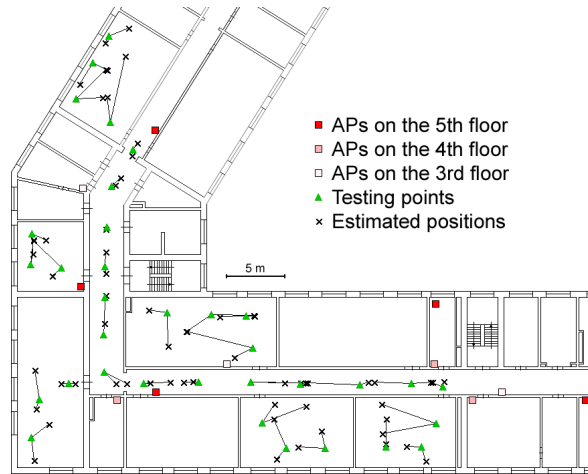 APs on the 5th floor
APs on the 4th floor
APs on the 3rd floor
Testing points
Estimated positions
5 m